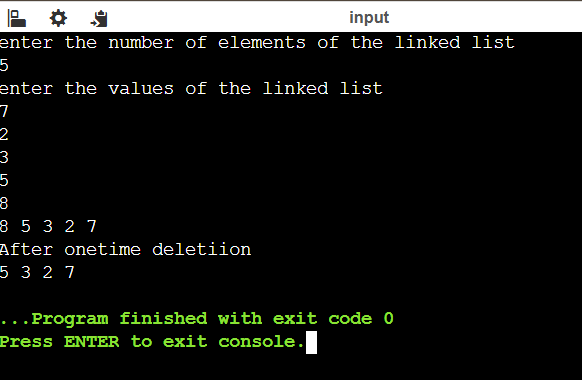 input
enter the number of elements of the linked list
5
enter the values of the linked list
7
2
3
5
8
8 5 3 2 7
After onetime deletiion
5 3 2 7
...Program finished with exit code 0
Press ENTER to exit console.